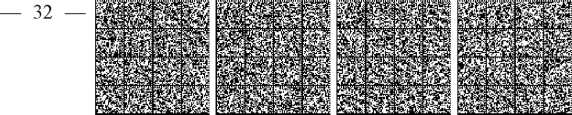 — 32 —